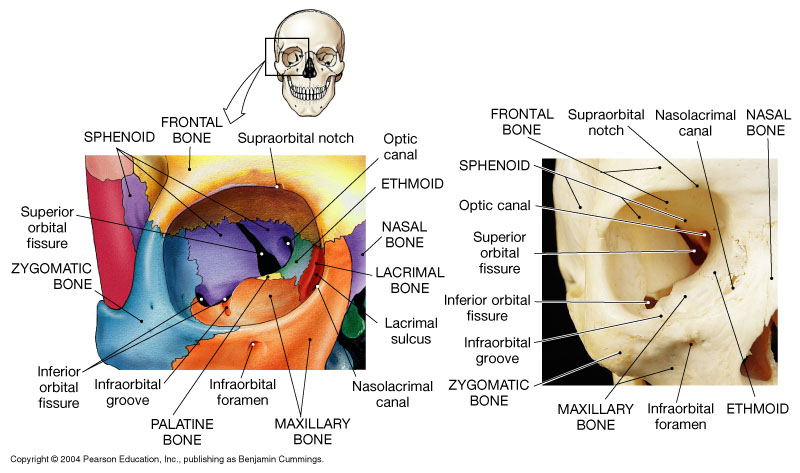 FRONTAL
BONE
SPHENOID
Supraorbital notch
Optic
canal
ETHMOID
Superior
orbital
fissure
NASAL
BONE
ZYGOMATIC
BONE
LACRIMAL
BONE
Lacrimal
sulcus
Inferior
orbital
fissure
Infraorbital
groove
Infraorbital
foramen
Nasolacrimal
canal
PALATINE
BONE
MAXILLARY
BONE
FRONTAL
BONE
Supraorbital
notch
Nasolacrimal
canal
NASAL
BONE
SPHENOID
Optic canal
Superior
orbital
fissure
Inferior orbital
fissure
Infraorbital
groove
ZYGOMATIC
BONE
MAXILLARY
BONE
Infraorbital
foramen
ETHMOID
Copyright © 2004 Pearson Education, Inc., publishing as Benjamin Cummings.